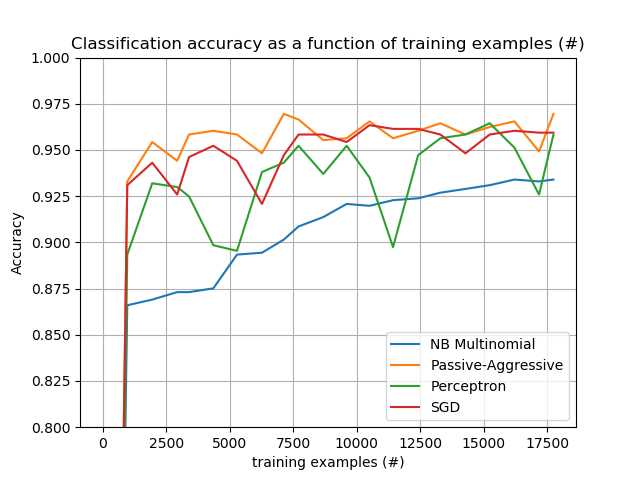 Classification accuracy as a function of training examples (#)
1.000
0.975
0.950
0.925
0.900
0.875
0.850
0.825
0.800
Accuracy
NB Multinomial
Passive-Aggressive
Perceptron
SGD
0 2500 5000 7500 10000 12500 15000 17500
training examples (#)